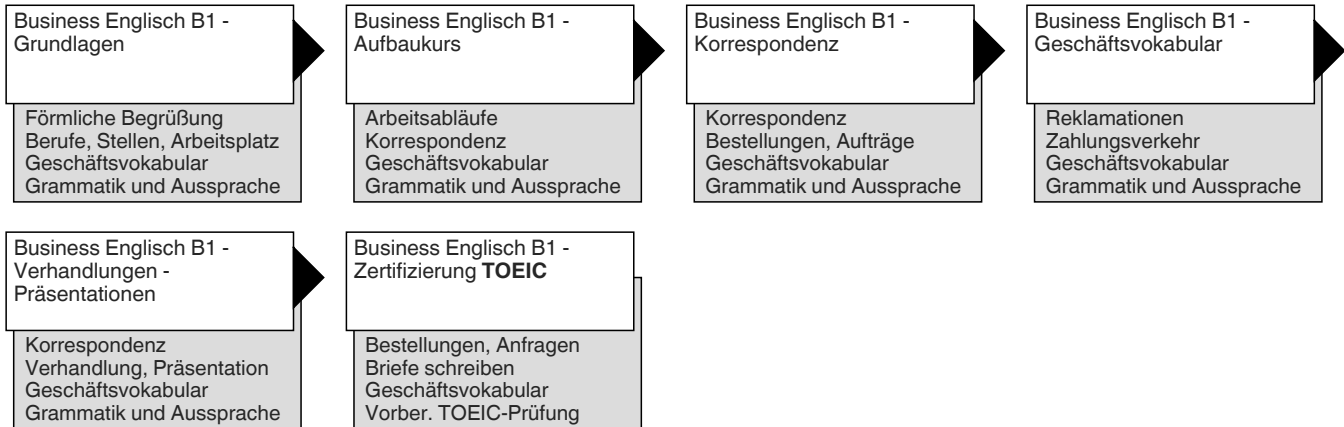 Business Englisch B1 -
Grundlagen
Förmliche Begrüßung
Berufe, Stellen, Arbeitsplatz
Geschäftsvokabular
Grammatik und Aussprache
Business Englisch B1 -
Aufbaukurs
Arbeitsabläufe
Korrespondenz
Geschäftsvokabular
Grammatik und Aussprache
Business Englisch B1 -
Korrespondenz
Korrespondenz
Bestellungen, Aufträge
Geschäftsvokabular
Grammatik und Aussprache
Business Englisch B1 -
Geschäftsvokabular
Reklamationen
Zahlungsverkehr
Geschäftsvokabular
Grammatik und Aussprache
Business Englisch B1 -
Verhandlungen -
Präsentationen
Korrespondenz
Verhandlung, Präsentation
Geschäftsvokabular
Grammatik und Aussprache
Business Englisch B1 -
Zertifizierung TOEIC
Bestellungen, Anfragen
Briefe schreiben
Geschäftsvokabular
Vorber. TOEIC-Prüfung